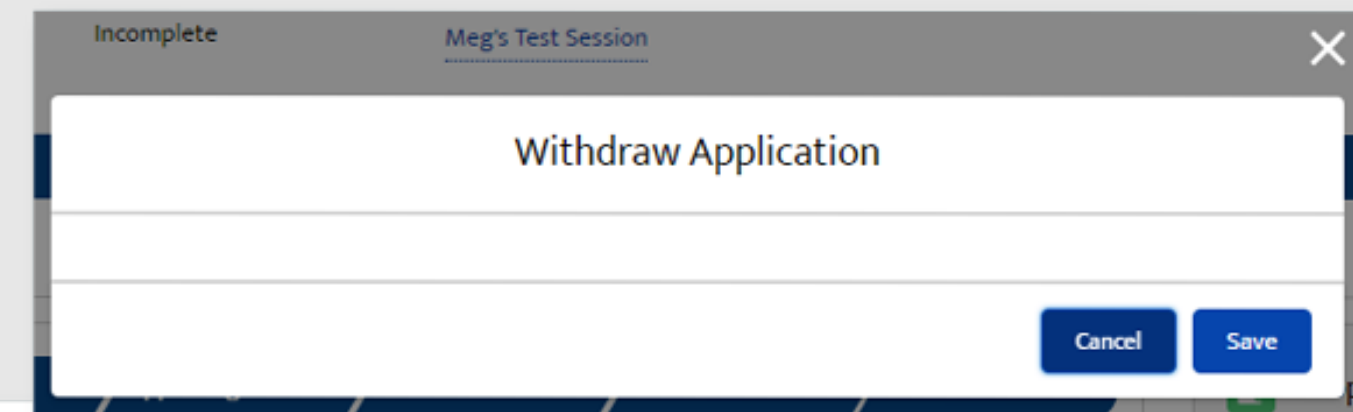 Incomplete
Meg's Test Session
Withdraw Application
Cancel
Save